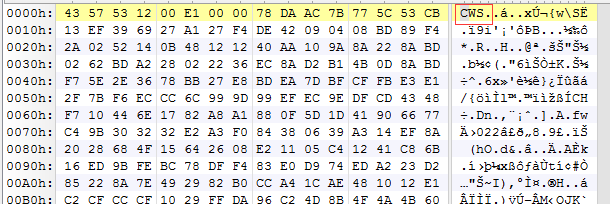 0000h: 43 57 53 12 00 E1 00 00 78 DA AC 7B 77 5C 53 CB CWS..á..xÚ¬{w\SË
0010h: 13 EF 39 69 27 A1 27 F4 DE 42 09 04 08 BD 89 F4 .ï9i'¡'ôÞB...½‰ô
0020h: 2A 02 52 14 0B 48 12 12 40 AA 10 9A 8A 22 8A BD *.R..H..@ª.šŠ"Š½
0030h: 02 62 BD A2 28 02 22 36 EC 8A D2 B1 4B 0D 8A BD .b½¢(."6ìŠÒ±K.Š½
0040h: F7 5E 2E 36 78 BB 27 E8 BD EA 7D BF CF FB E3 E1 ÷^.6x»'è½ê}¿Ïûãá
0050h: 2F 7B F6 EC CC 6C 99 9D 99 EF EC 9E DF CD 43 48 /{öìÌl™.™ïìžßÍCH
0060h: F7 10 44 6E 17 82 A8 A1 88 0F 5D 1D 41 90 66 77 ÷.Dn.‚¨¡ˆ.].A.fw
0070h: C4 9B 30 32 32 E2 A3 F0 84 38 06 39 A3 14 EF 8A Ä›022â£ð„8.9£.ïŠ
0080h: 20 28 68 4F 15 64 26 08 E2 11 05 C4 12 41 C8 6B (hO.d&.â..Ä.AÈk
0090h: 16 ED 9B FE BC 78 DF F4 83 E0 D9 74 ED A2 23 D2 .í›þ¼xßôƒàÙtí¢#Ò
00A0h: 85 22 8A 7E 49 29 82 B0 CC A4 1C AE 48 10 12 E1 …"Š~I)‚°Ì¤.®H..á
00B0h: C2 CF CC CF 10 29 FF DA 96 C2 4D 8B 4F 4A 4B 60 ÂÏÌÏ.)ÿÚ–ÂM‹OJK`